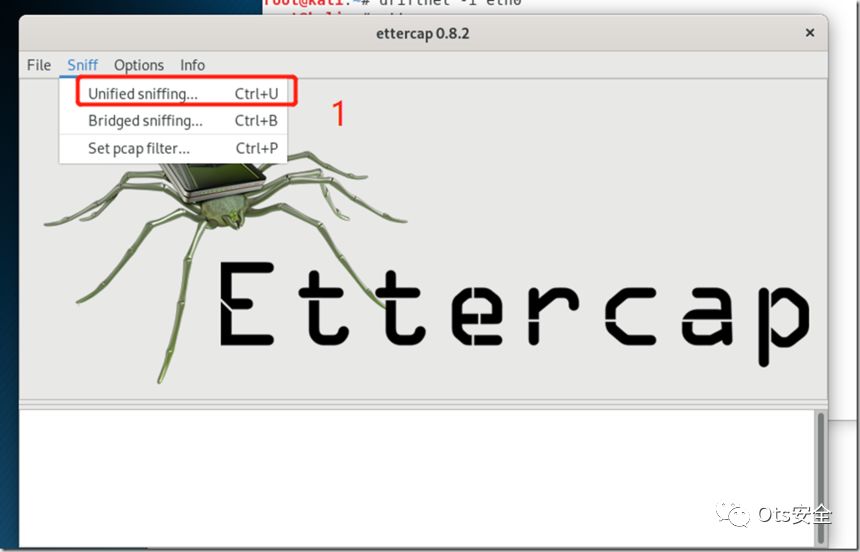 root@kali:~# driftnet -i eth0
ettercap 0.8.2
File Sniff Options Info
Unified sniffing... Ctrl+U
1
Bridged sniffing... Ctrl+B
Set pcap filter... Ctrl+P
Ettercap
Ots安全